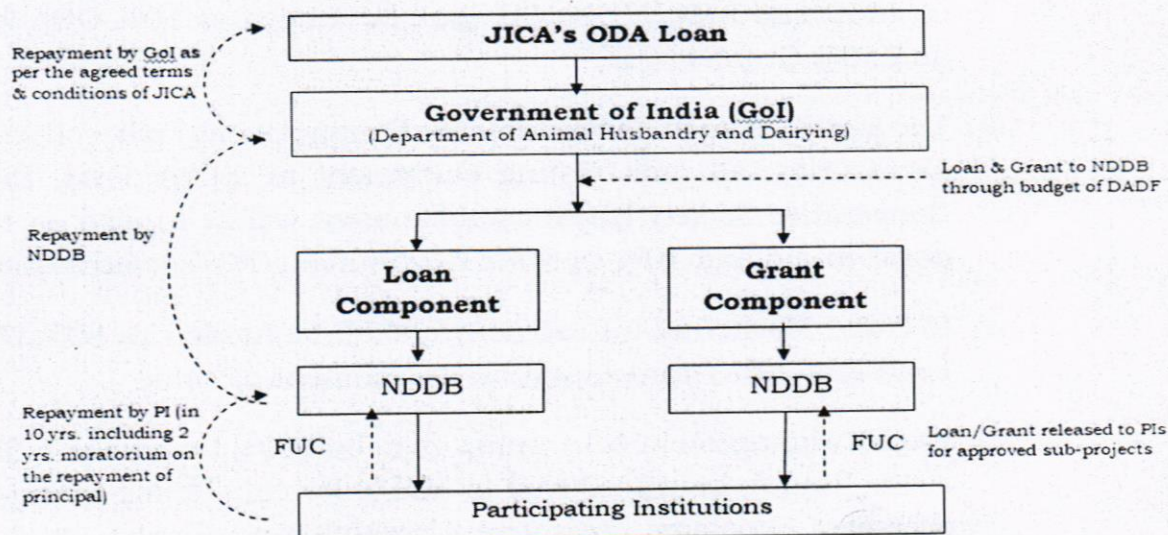 JICA's ODA Loan
Repayment by GoI as
per the agreed terms
& conditions of JICA
Government of India (GoI)
(Department of Animal Husbandry and Dairying)
Loan & Grant to NDDB
through budget of DADF
Repayment by
NDDB
Loan
Component
Grant
Component
NDDB
NDDB
Repayment by PI (in
10 yrs. including 2
yrs. moratorium on
the repayment of
principal)
FUC
FUC
Loan/Grant released to PIs
for approved sub-projects
Participating Institutions